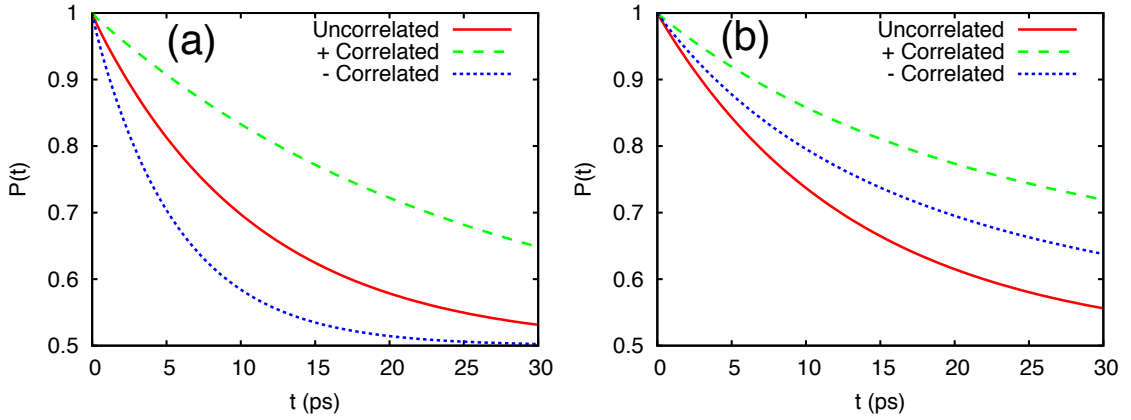 (a)
Uncorrelated
+ Correlated
- Correlated
1
0.9
0.8
0.7
0.6
0.5
P(t)
0 5 10 15 20 25 30
t (ps)
(b)
Uncorrelated
+ Correlated
- Correlated
1
0.9
0.8
0.7
0.6
0.5
P(t)
0 5 10 15 20 25 30
t (ps)